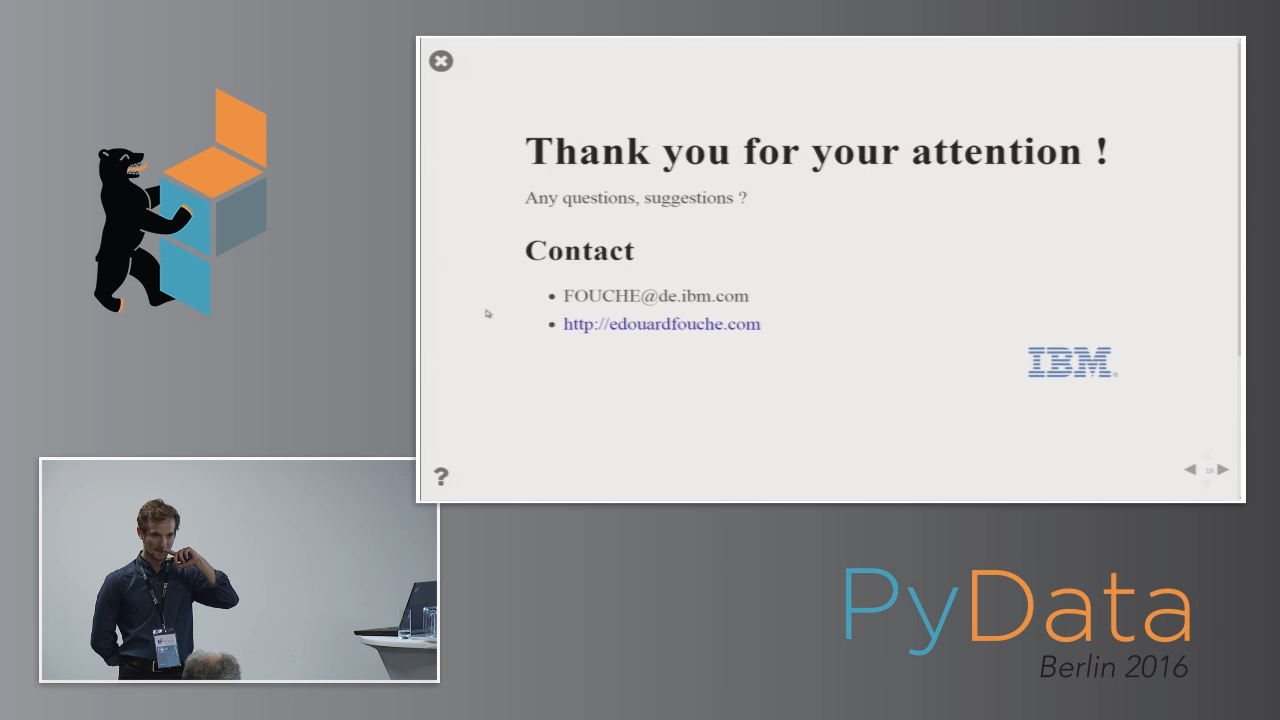 Thank you for your attention !
Any questions, suggestions ?
Contact
FOUCHE@de.ibm.com
http://edouardfouche.com
IBM
?
PyData
Berlin 2016